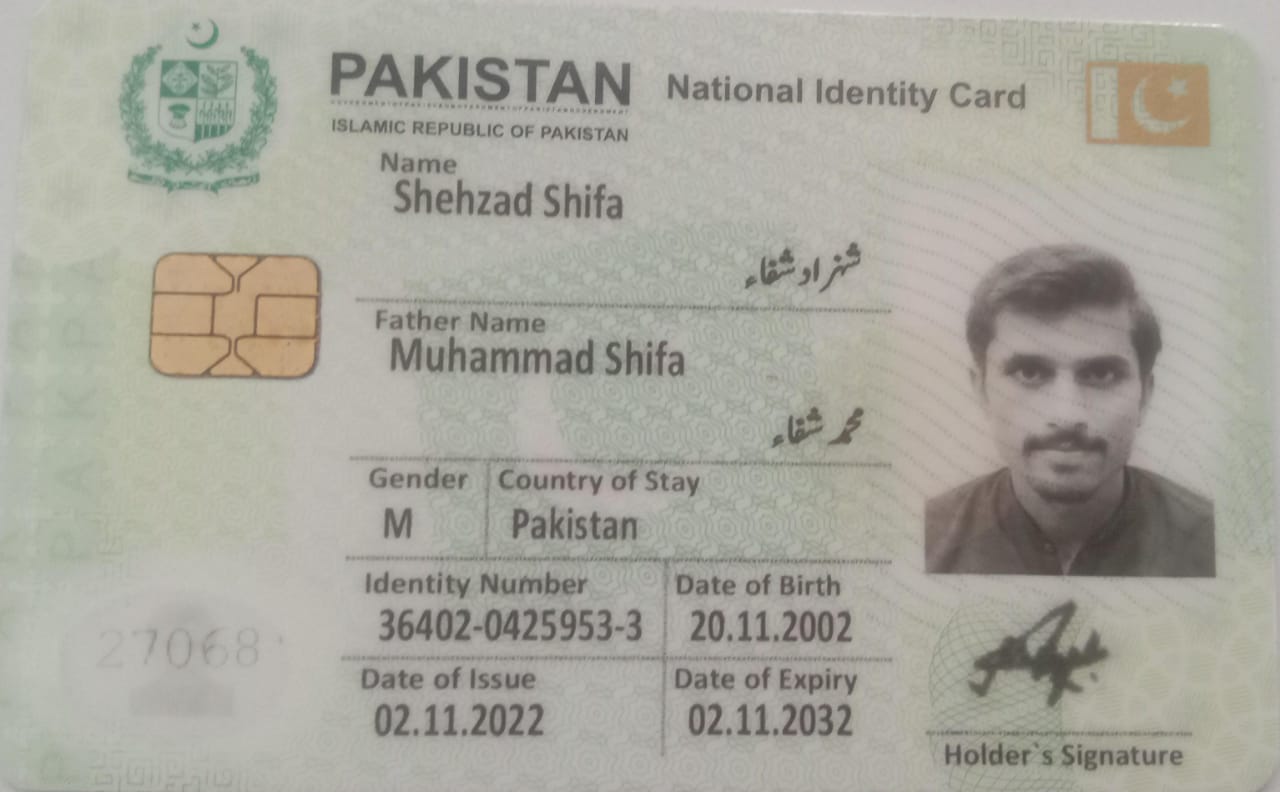 PAKISTAN National Identity Card
ISLAMIC REPUBLIC OF PAKISTAN
Name
Shehzad Shifa
شہزاد شفاء
Father Name
Muhammad Shifa
محمد شفاء
Gender Country of Stay
M Pakistan
Identity Number Date of Birth
36402-0425953-3 20.11.2002
27068
Date of Issue Date of Expiry
02.11.2022 02.11.2032
Holder`s Signature